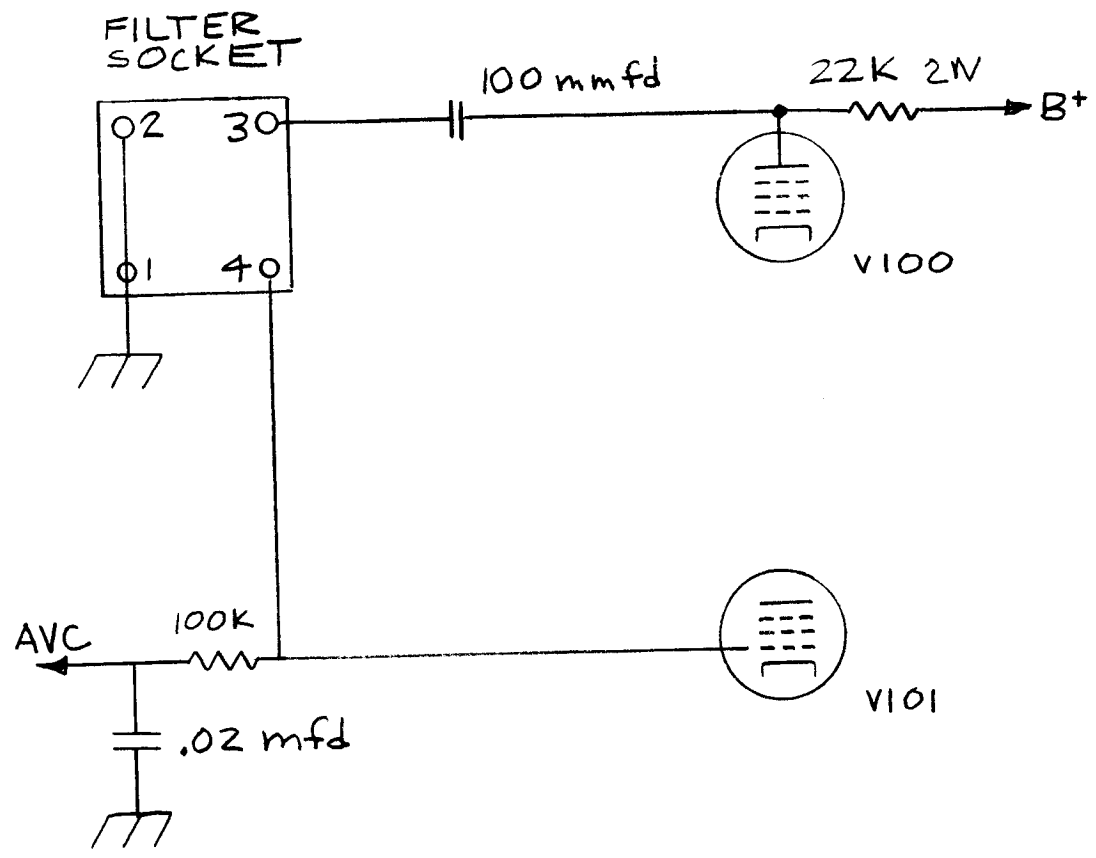 FILTER
SOCKET
100 mmfd
22K 2W
B+
2
3
1
4
V100
100K
AVC
V101
.02 mfd